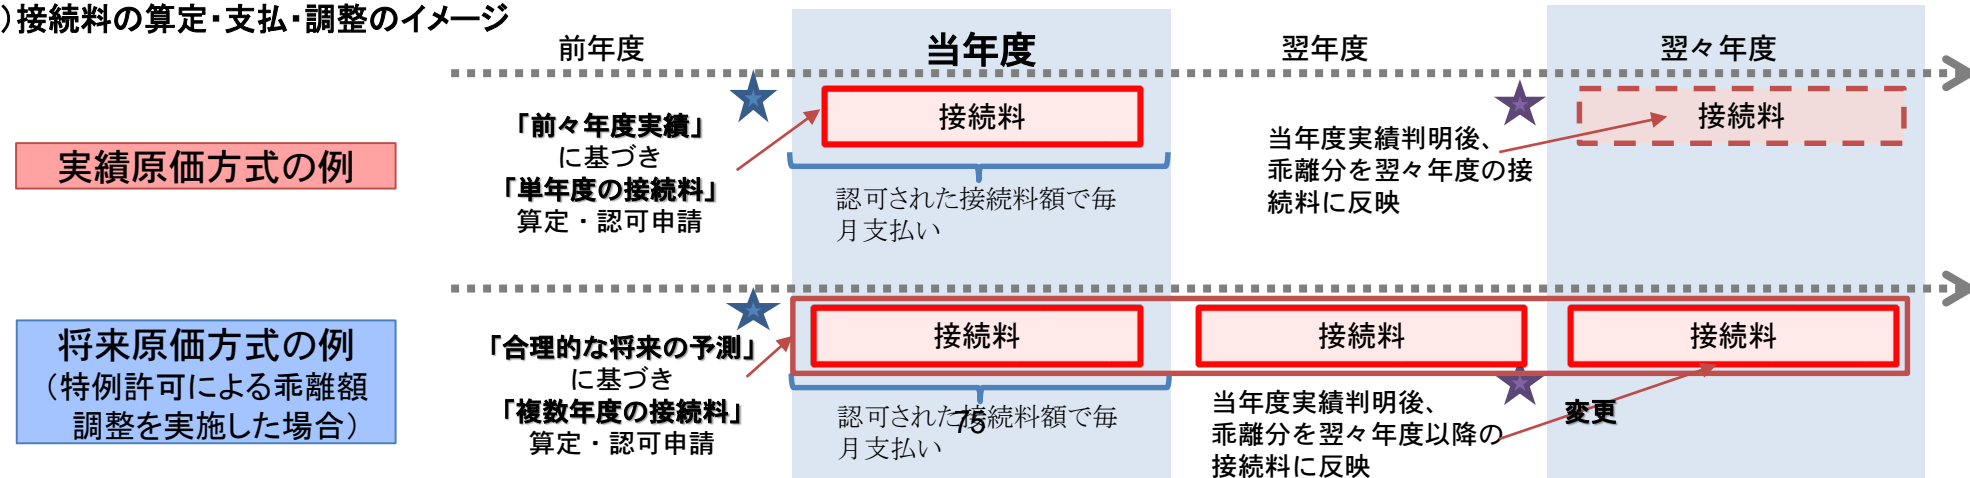 ）接続料の算定・支払・調整のイメージ
前年度
当年度
翌年度
翌々年度
実績原価方式の例
「前々年度実績」
に基づき
「単年度の接続料」
算定・認可申請
接続料
認可された接続料額で毎
月支払い
当年度実績判明後、
乖離分を翌々年度の接
続料に反映
接続料
将来原価方式の例
（特例許可による乖離額
調整を実施した場合）
「合理的な将来の予測」
に基づき
「複数年度の接続料」
算定・認可申請
接続料
接続料
接続料
認可された接続料額で毎
月支払い
75
当年度実績判明後、
乖離分を翌々年度以降の
接続料に反映
変更